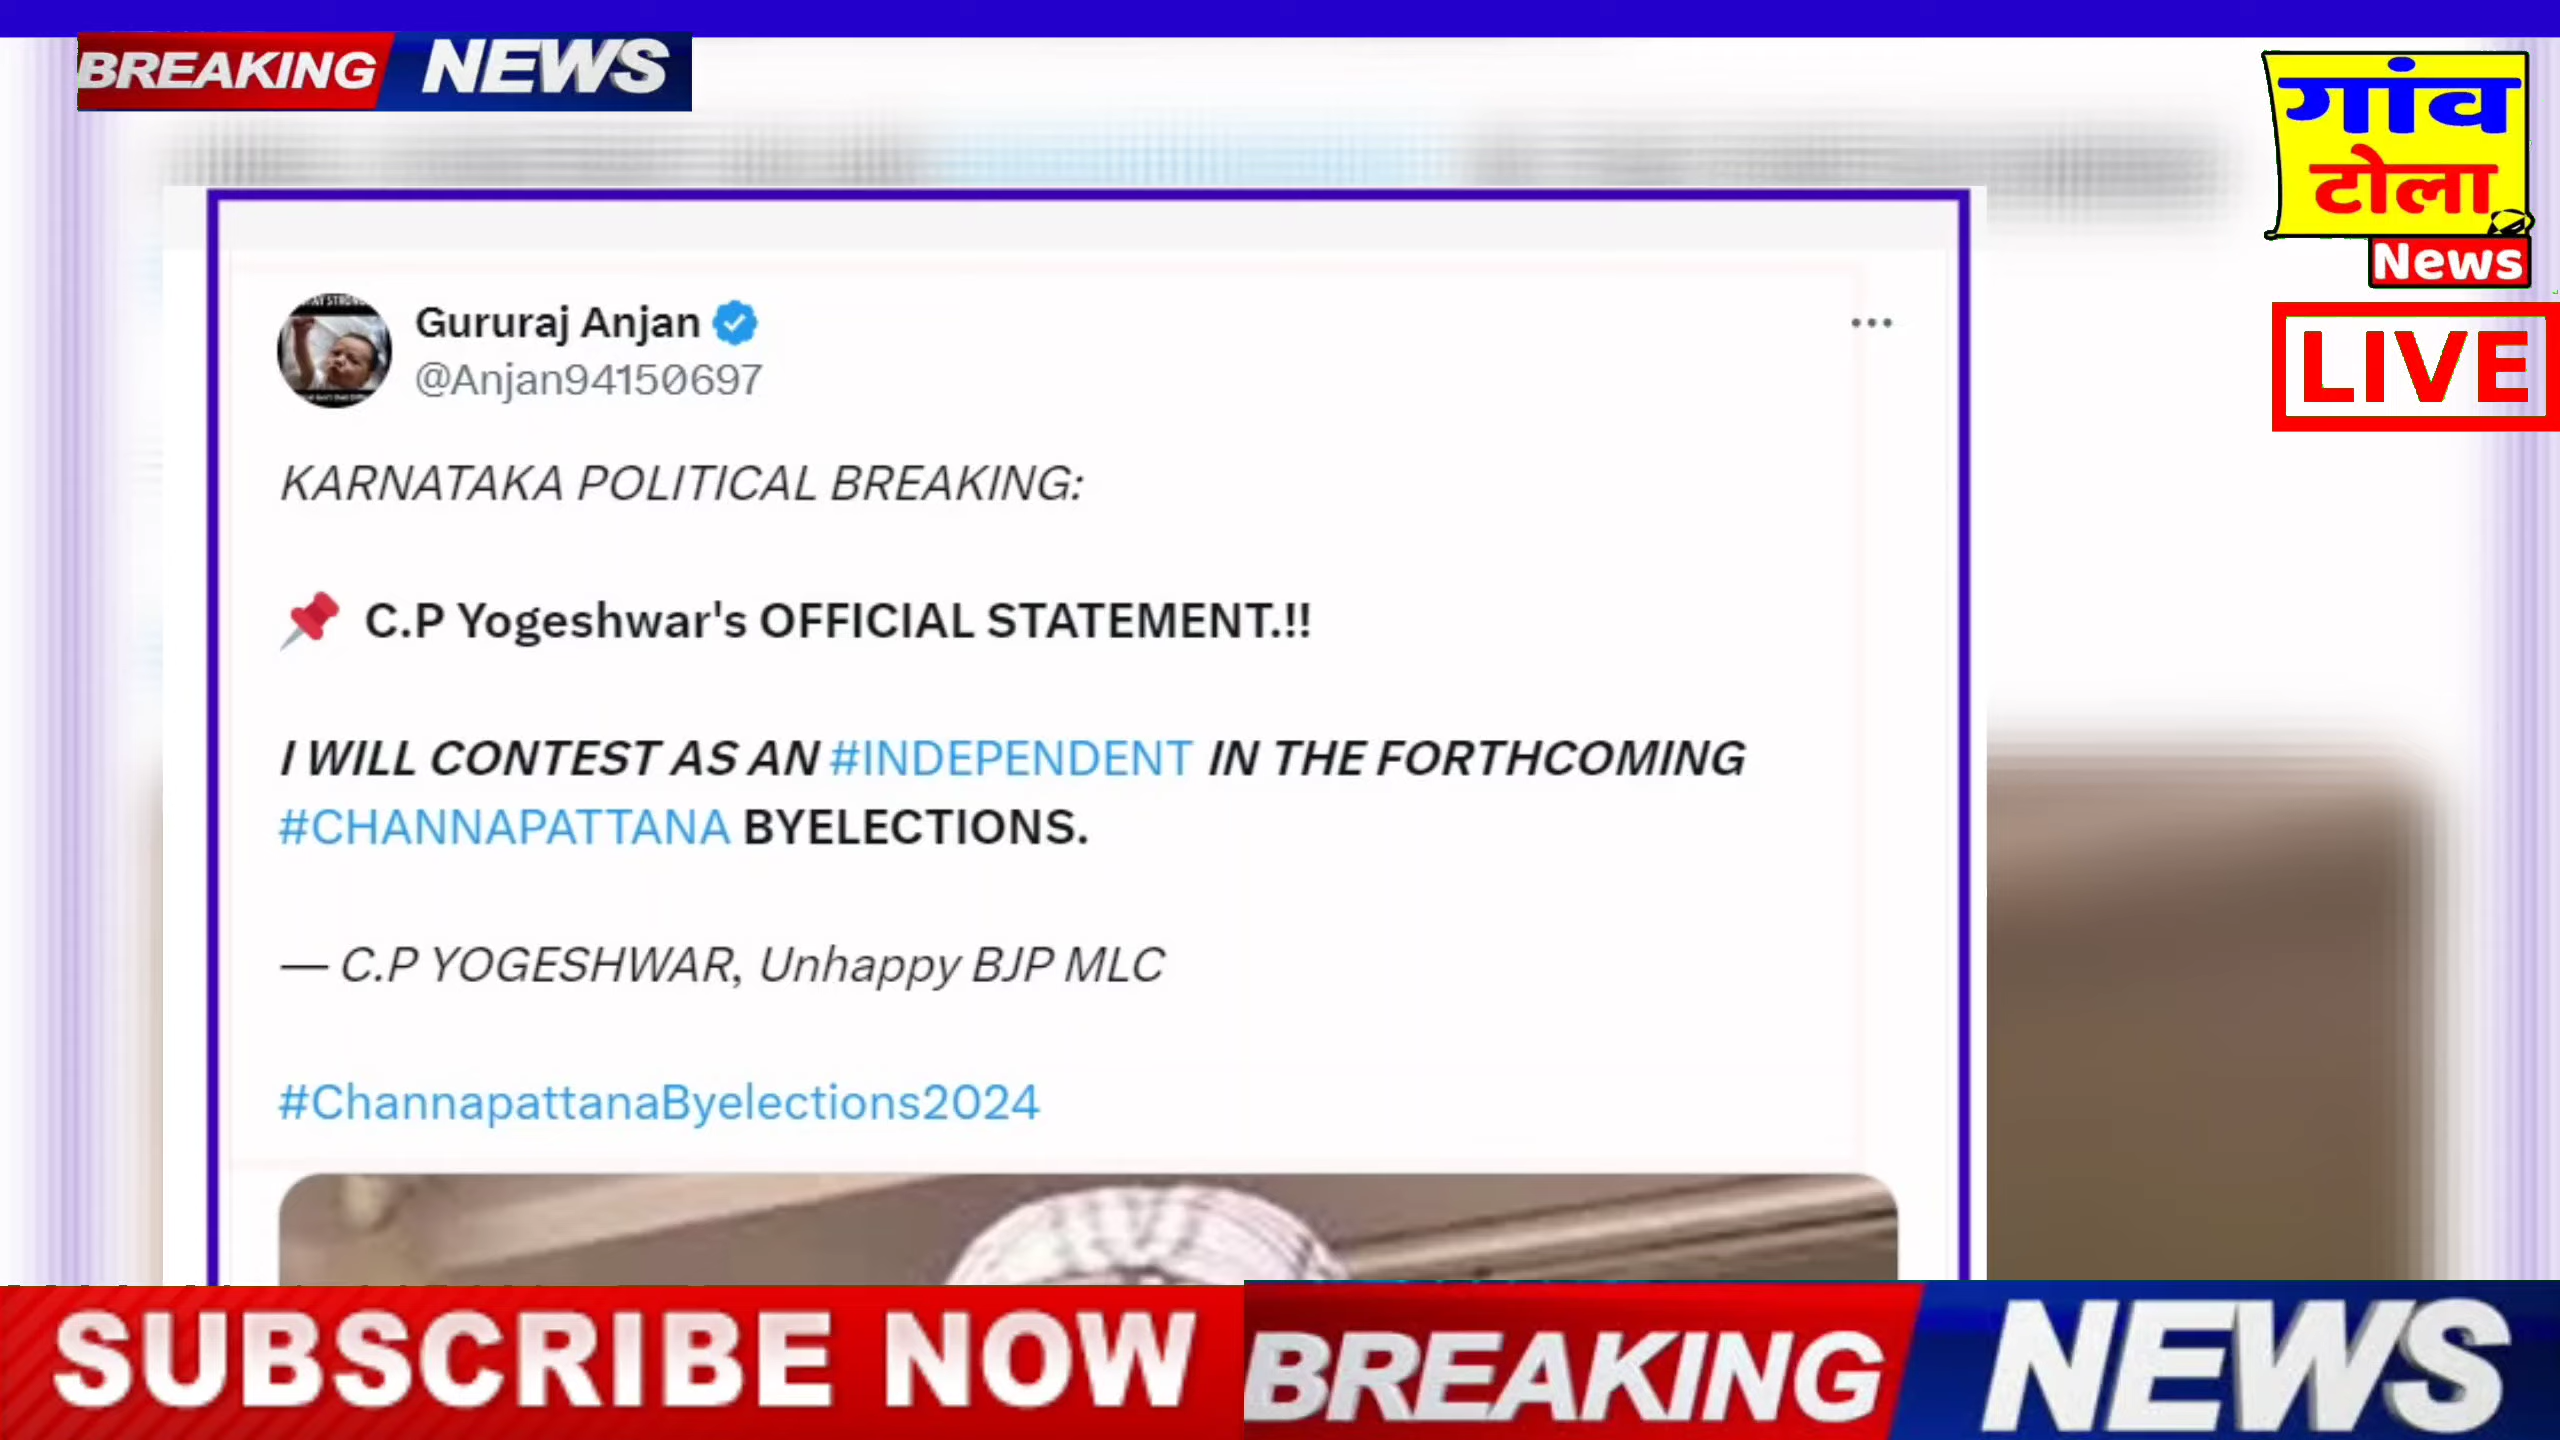 BREAKING NEWS
गांव
टोला
News
LIVE
Gururaj Anjan
@Anjan94150697
KARNATAKA POLITICAL BREAKING:
📌 C.P Yogeshwar's OFFICIAL STATEMENT.!!
I WILL CONTEST AS AN #INDEPENDENT IN THE FORTHCOMING
#CHANNAPATTANA BYELECTIONS.
— C.P YOGESHWAR, Unhappy BJP MLC
#ChannapattanaByelections2024
SUBSCRIBE NOW BREAKING NEWS